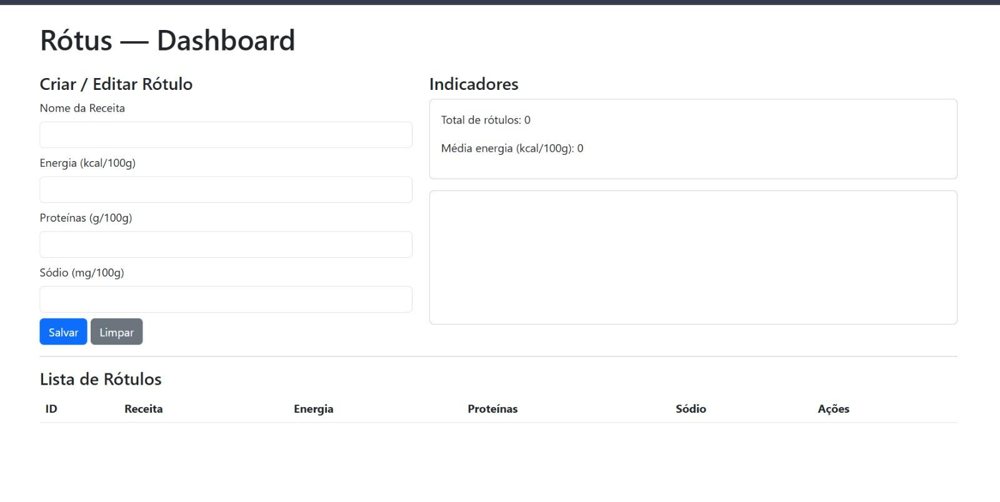 Rótus — Dashboard
Criar / Editar Rótulo
Nome da Receita
Energia (kcal/100g)
Proteínas (g/100g)
Sódio (mg/100g)
Salvar Limpar
Indicadores
Total de rótulos: 0
Média energia (kcal/100g): 0
Lista de Rótulos
ID Receita Energia Proteínas Sódio Ações